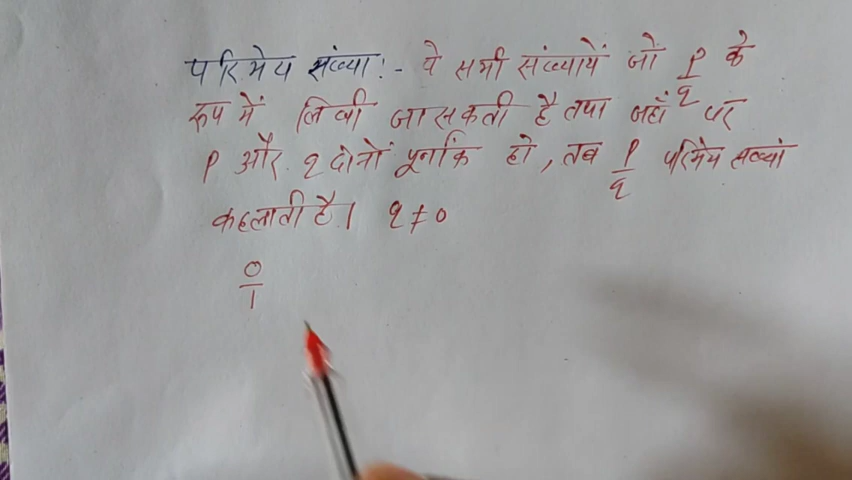 परिमेय संख्या:- वे सभी संख्यायें जो p/q के
रूप में लिखी जा सकती है तथा जहाँ पर
p और q दोनों पूर्णांक हो, तब p/q परिमेय संख्यां
कहलाती है। q ≠ 0
0/1